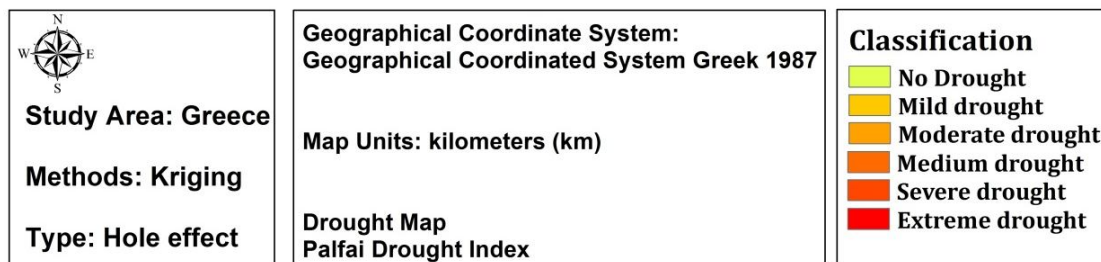 N
W E
S
Study Area: Greece
Methods: Kriging
Type: Hole effect
Geographical Coordinate System:
Geographical Coordinated System Greek 1987
Map Units: kilometers (km)
Drought Map
Palfai Drought Index
Classification
No Drought
Mild drought
Moderate drought
Medium drought
Severe drought
Extreme drought